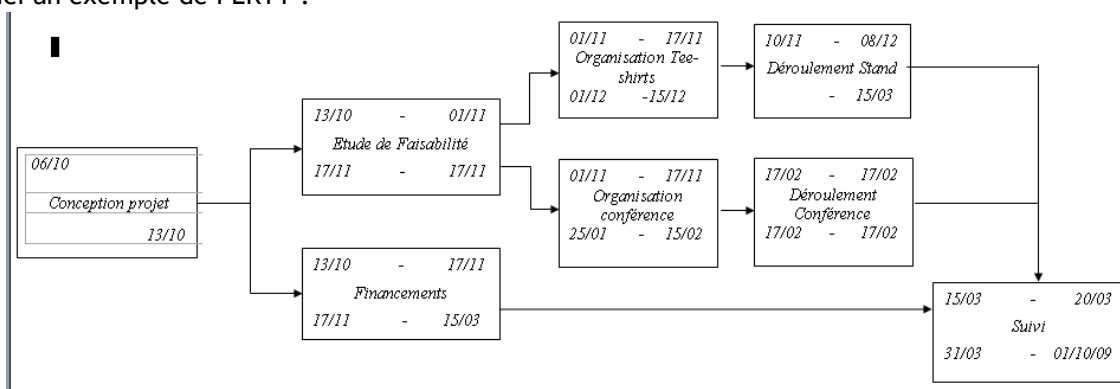 un exemple de PERT :
06/10
Conception projet
13/10
13/10 - 01/11
Etude de Faisabilité
17/11 - 17/11
13/10 - 17/11
Financements
17/11 - 15/03
01/11 - 17/11
Organisation Tee-
shirts
01/12 -15/12
10/11 - 08/12
Déroulement Stand
- 15/03
01/11 - 17/11
Organisation
conférence
25/01 - 15/02
17/02 - 17/02
Déroulement
Conférence
17/02 - 17/02
15/03 - 20/03
Suivi
31/03 - 01/10/09